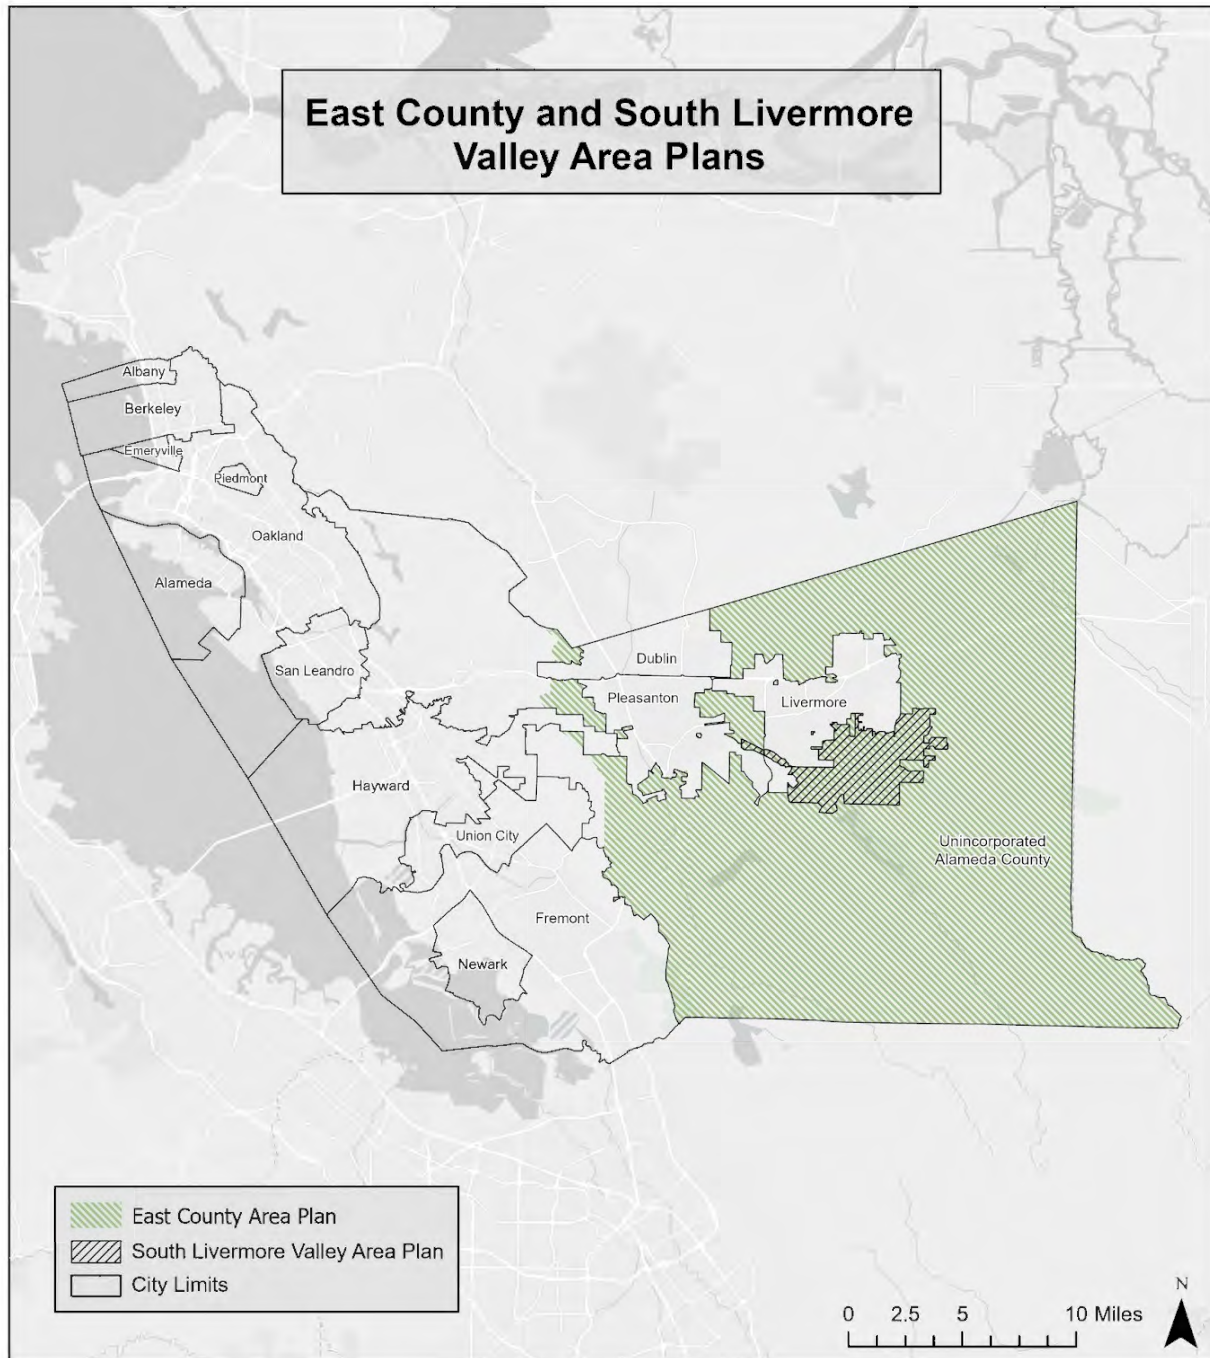 East County and South Livermore
Valley Area Plans
Albany
Berkeley
Emeryville
Piedmont
Oakland
Alameda
San Leandro
Dublin
Pleasanton
Livermore
Hayward
Union City
Unincorporated
Alameda County
Fremont
Newark
East County Area Plan
South Livermore Valley Area Plan
City Limits
N
0 2.5 5 10 Miles